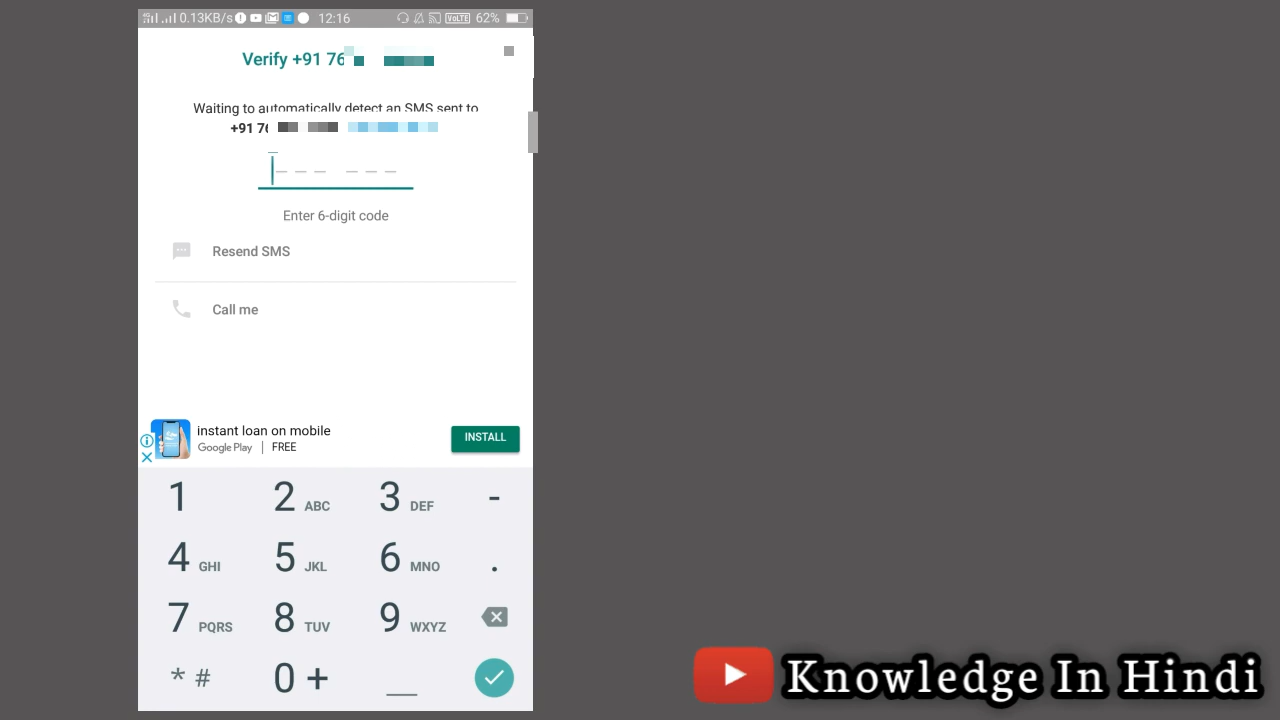 0.13KB/s 12:16 VoLTE 62%
Verify +91 76
Waiting to automatically detect an SMS sent to
+91 76
Enter 6-digit code
Resend SMS
Call me
instant loan on mobile
Google Play | FREE
INSTALL
1 2 ABC 3 DEF -
4 GHI 5 JKL 6 MNO .
7 PQRS 8 TUV 9 WXYZ
* # 0 + _
Knowledge In Hindi